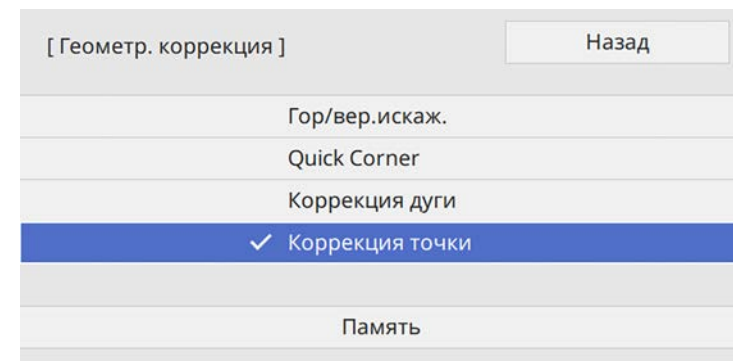 [ Геометр. коррекция ]
Назад
Гор/вер.искаж.
Quick Corner
Коррекция дуги
Коррекция точки
Память